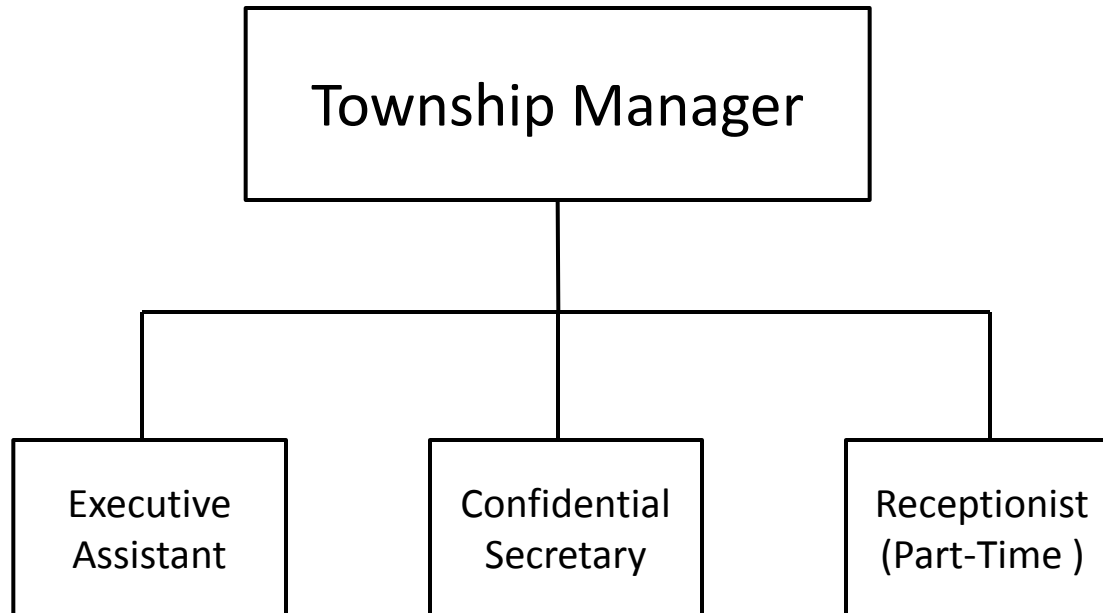 Township Manager
Executive
Assistant
Confidential
Secretary
Receptionist
(Part-Time )